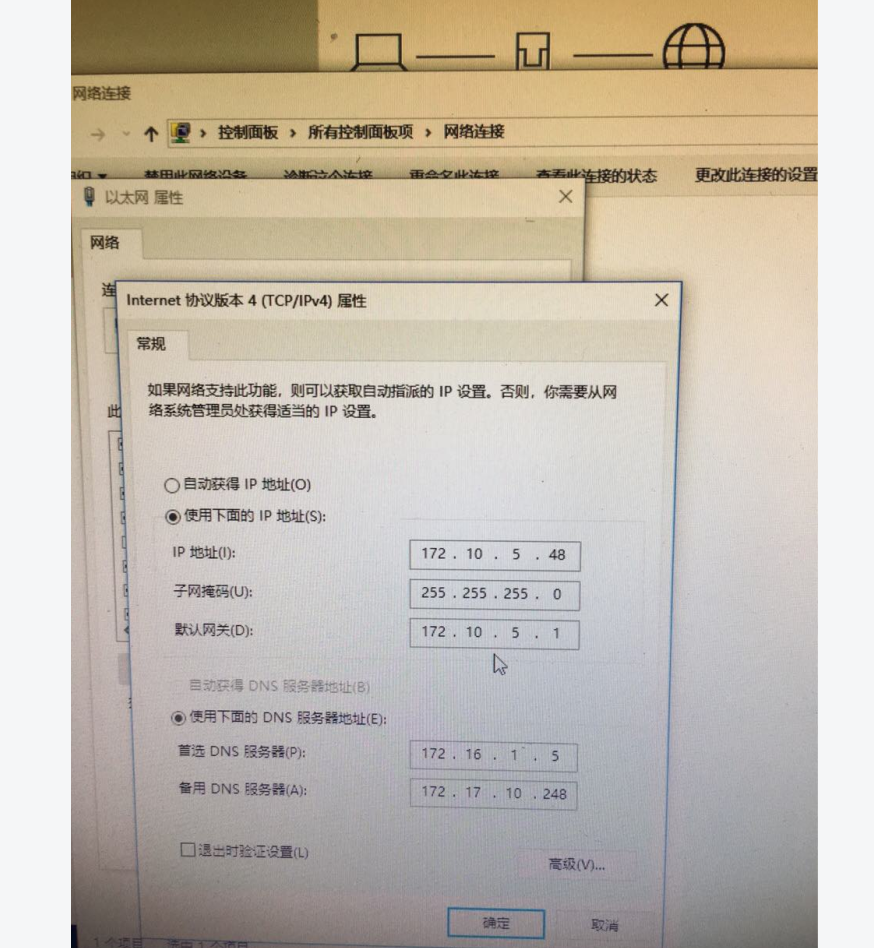 网络连接
控制面板 › 所有控制面板项 › 网络连接
禁用此网络设备 诊断这个连接 重命名此连接 查看此连接的状态 更改此连接的设置
以太网 属性
网络
连
Internet 协议版本 4 (TCP/IPv4) 属性
常规
如果网络支持此功能，则可以获取自动指派的 IP 设置。否则，你需要从网
络系统管理员处获得适当的 IP 设置。
此
自动获得 IP 地址(O)
使用下面的 IP 地址(S):
IP 地址(I): 172 . 10 . 5 . 48
子网掩码(U): 255 . 255 . 255 . 0
默认网关(D): 172 . 10 . 5 . 1
自动获得 DNS 服务器地址(B)
使用下面的 DNS 服务器地址(E):
首选 DNS 服务器(P): 172 . 16 . 1 . 5
备用 DNS 服务器(A): 172 . 17 . 10 . 248
退出时验证设置(L)
高级(V)...
确定 取消
1 个项目 选中 1 个项目